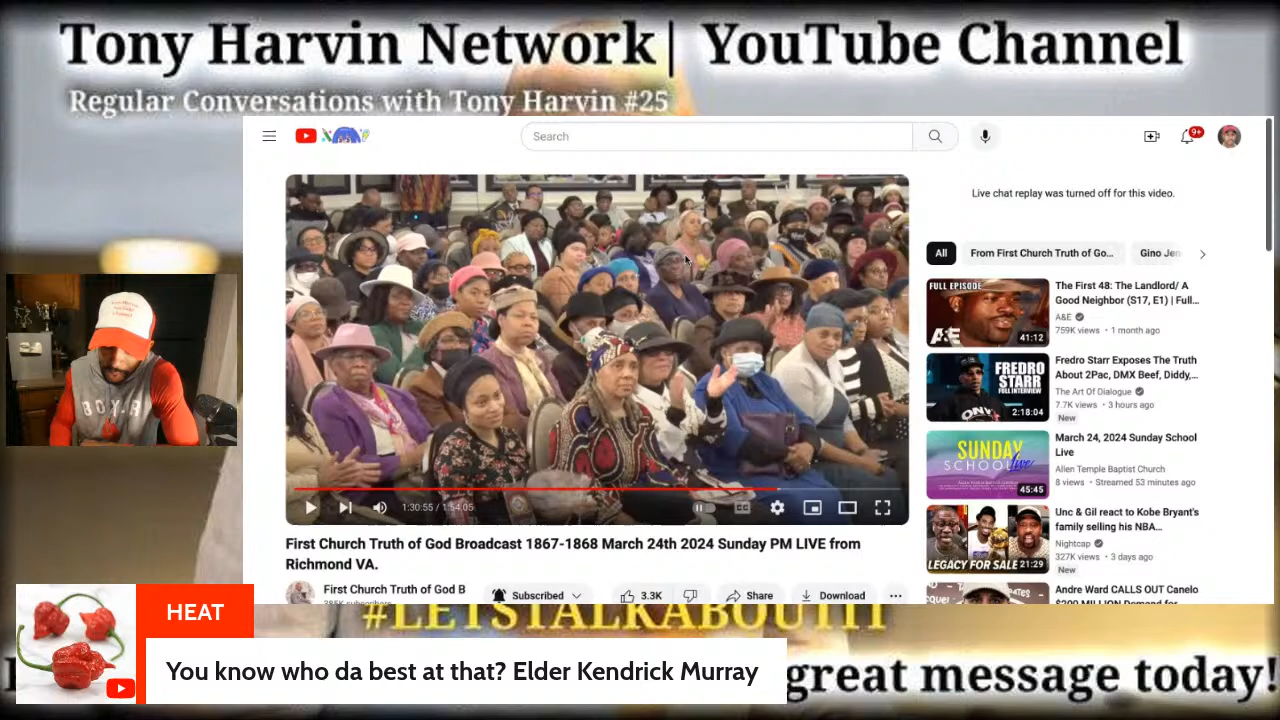 Tony Harvin Network| YouTube Channel
Regular Conversations with Tony Harvin #25
Search
9+
Live chat replay was turned off for this video.
All
From First Church Truth of Go...
Gino Jen
FULL EPISODE
A&E
41:12
The First 48: The Landlord/ A
Good Neighbor (S17, E1) | Full...
A&E
759K views • 1 month ago
FREDRO
STARR
FULL INTERVIEW
2:18:04
Fredro Starr Exposes The Truth
About 2Pac, DMX Beef, Diddy,...
The Art Of Dialogue
7.7K views • 3 hours ago
New
SUNDAY
SCHOOL Live
45:45
March 24, 2024 Sunday School
Live
Allen Temple Baptist Church
8 views • Streamed 53 minutes ago
LEGACY FOR SALE
21:29
Unc & Gil react to Kobe Bryant's
family selling his NBA...
Nightcap
327K views • 3 days ago
New
Andre Ward CALLS OUT Canelo
1:30:55 / 1:54:05
CC
First Church Truth of God Broadcast 1867-1868 March 24th 2024 Sunday PM LIVE from
Richmond VA.
First Church Truth of God B
Subscribed
3.3K
Share
Download
#LETSTALKABOUTIT
HEAT
You know who da best at that? Elder Kendrick Murray
great message today!